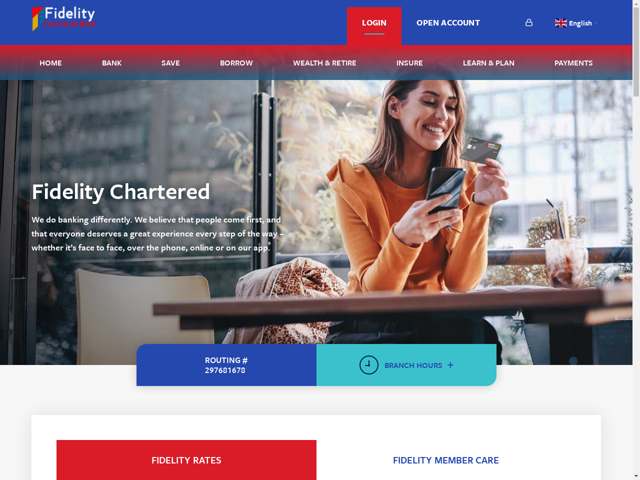 Fidelity
LOGIN
OPEN ACCOUNT
English
HOME
BANK
SAVE
BORROW
WEALTH & RETIRE
INSURE
LEARN & PLAN
PAYMENTS
Fidelity Chartered
We do banking differently. We believe that people come first, and
that everyone deserves a great experience every step of the way –
whether it's face to face, over the phone, online or on our app.
ROUTING #
297681678
BRANCH HOURS +
FIDELITY RATES
FIDELITY MEMBER CARE